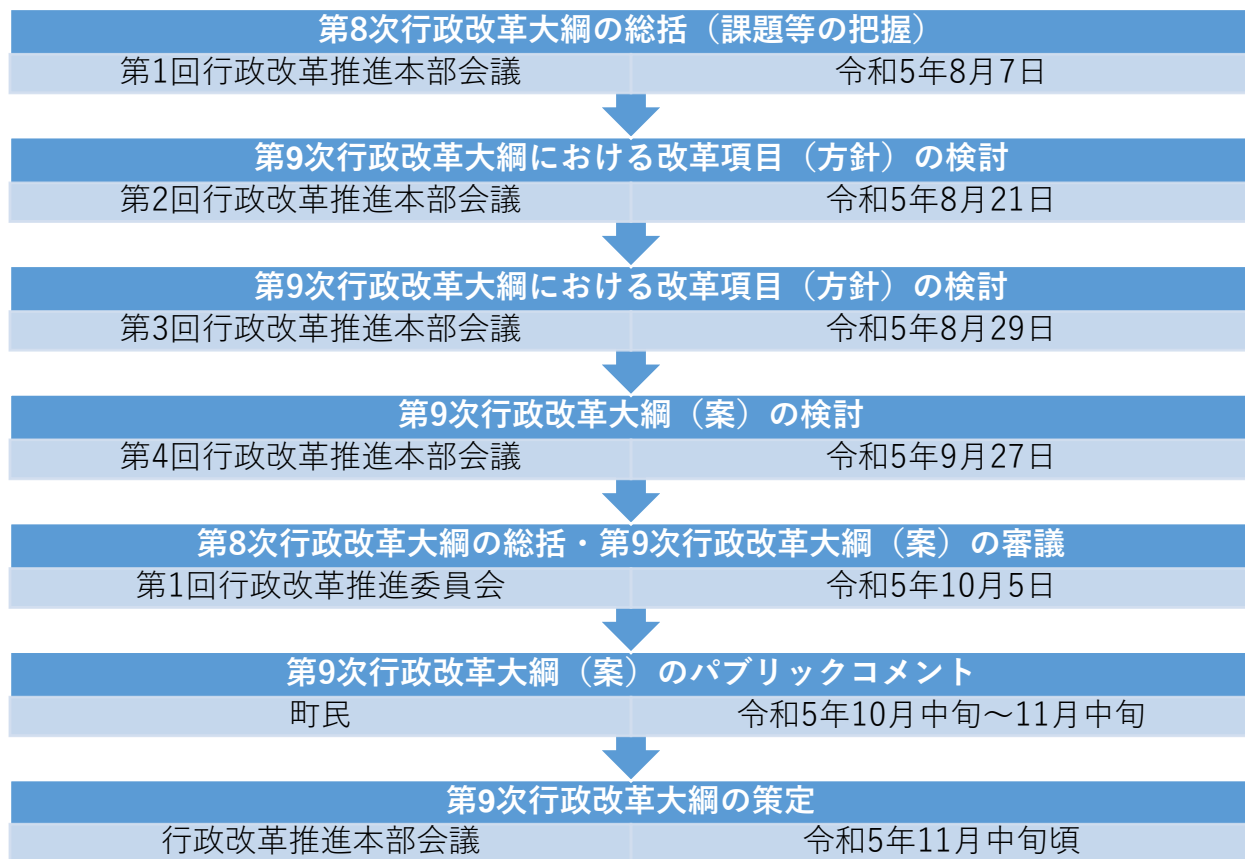 第8次行政改革大綱の総括（課題等の把握）
第1回行政改革推進本部会議 令和5年8月7日
第9次行政改革大綱における改革項目（方針）の検討
第2回行政改革推進本部会議 令和5年8月21日
第9次行政改革大綱における改革項目（方針）の検討
第3回行政改革推進本部会議 令和5年8月29日
第9次行政改革大綱（案）の検討
第4回行政改革推進本部会議 令和5年9月27日
第8次行政改革大綱の総括・第9次行政改革大綱（案）の審議
第1回行政改革推進委員会 令和5年10月5日
第9次行政改革大綱（案）のパブリックコメント
町民 令和5年10月中旬～11月中旬
第9次行政改革大綱の策定
行政改革推進本部会議 令和5年11月中旬頃